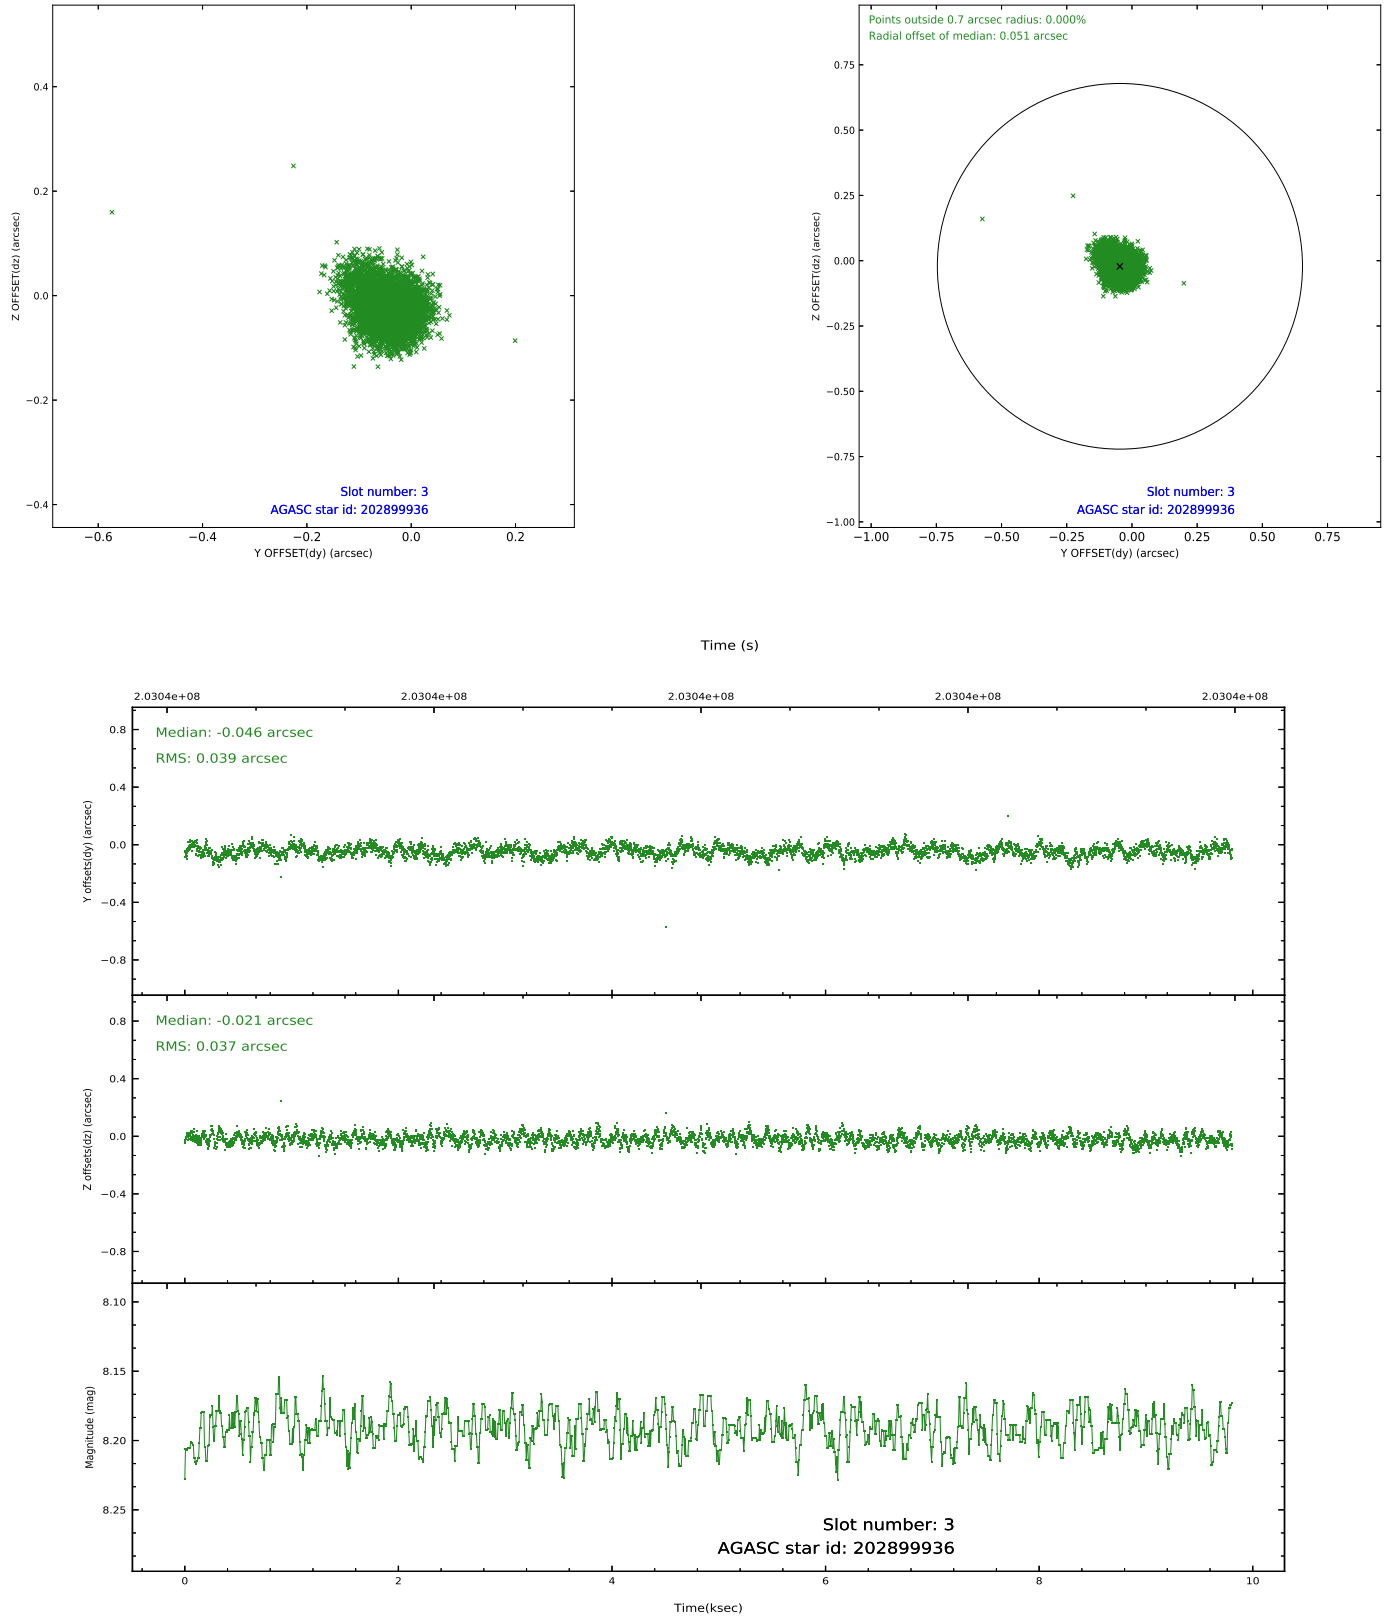 0.4
0.2
0.0
−0.2
−0.4
Z OFFSET(dz) (arcsec)
Slot number: 3
AGASC star id: 202899936
−0.6
−0.4
−0.2
0.0
0.2
Y OFFSET(dy) (arcsec)
Points outside 0.7 arcsec radius: 0.000%
Radial offset of median: 0.051 arcsec
0.75
0.50
0.25
0.00
−0.25
−0.50
−0.75
−1.00
Z OFFSET(dz) (arcsec)
Slot number: 3
AGASC star id: 202899936
−1.00
−0.75
−0.50
−0.25
0.00
0.25
0.50
0.75
Y OFFSET(dy) (arcsec)
Time (s)
2.0304e+08
2.0304e+08
2.0304e+08
2.0304e+08
2.0304e+08
Median: -0.046 arcsec
RMS: 0.039 arcsec
0.8
0.4
0.0
−0.4
−0.8
Y offsets(dy) (arcsec)
Median: -0.021 arcsec
RMS: 0.037 arcsec
0.8
0.4
0.0
−0.4
−0.8
Z offsets(dz) (arcsec)
8.10
8.15
8.20
8.25
Magnitude (mag)
Slot number: 3
AGASC star id: 202899936
0
2
4
6
8
10
Time(ksec)